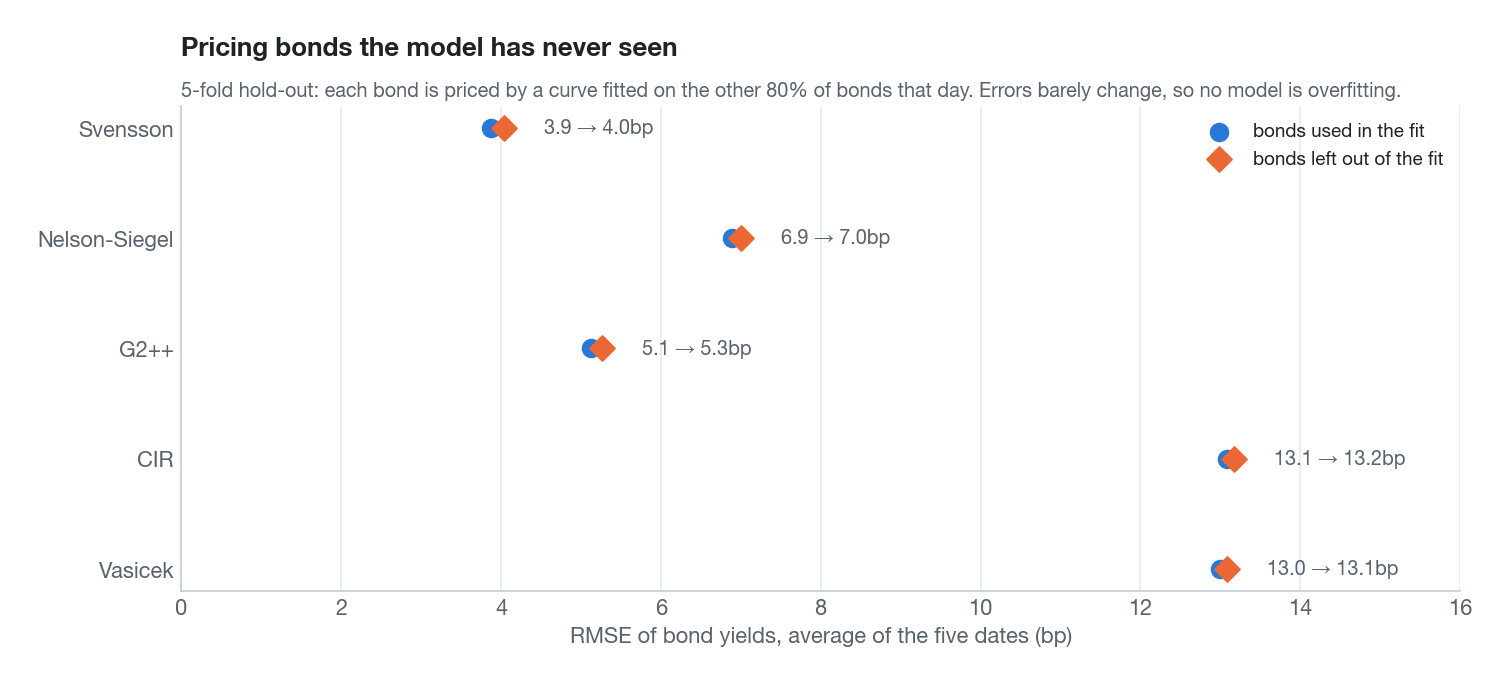 Pricing bonds the model has never seen
5-fold hold-out: each bond is priced by a curve fitted on the other 80% of bonds that day. Errors barely change, so no model is overfitting.
Svensson
3.9 → 4.0bp
bonds used in the fit
bonds left out of the fit
Nelson-Siegel
6.9 → 7.0bp
G2++
5.1 → 5.3bp
CIR
13.1 → 13.2bp
Vasicek
13.0 → 13.1bp
0 2 4 6 8 10 12 14 16
RMSE of bond yields, average of the five dates (bp)